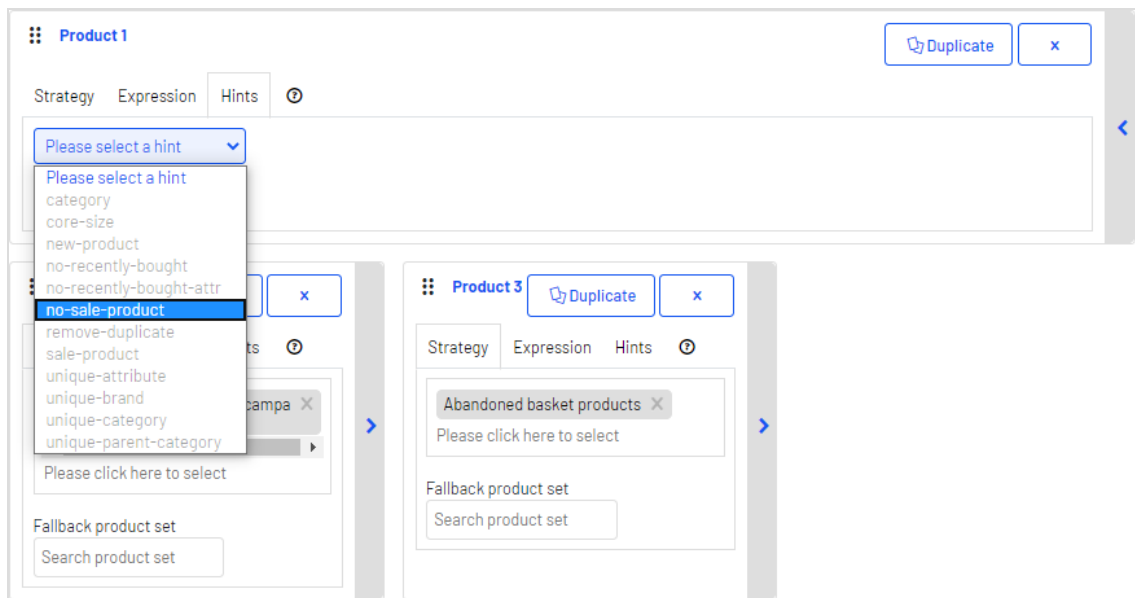 Product 1
Duplicate
x
Strategy Expression Hints
Please select a hint
Please select a hint
category
core-size
new-product
no-recently-bought
no-recently-bought-attr
no-sale-product
remove-duplicate
sale-product
unique-attribute
unique-brand
unique-category
unique-parent-category
x
ts
campa
Please click here to select
Fallback product set
Search product set
Product 3
Duplicate
x
Strategy Expression Hints
Abandoned basket products
Please click here to select
Fallback product set
Search product set